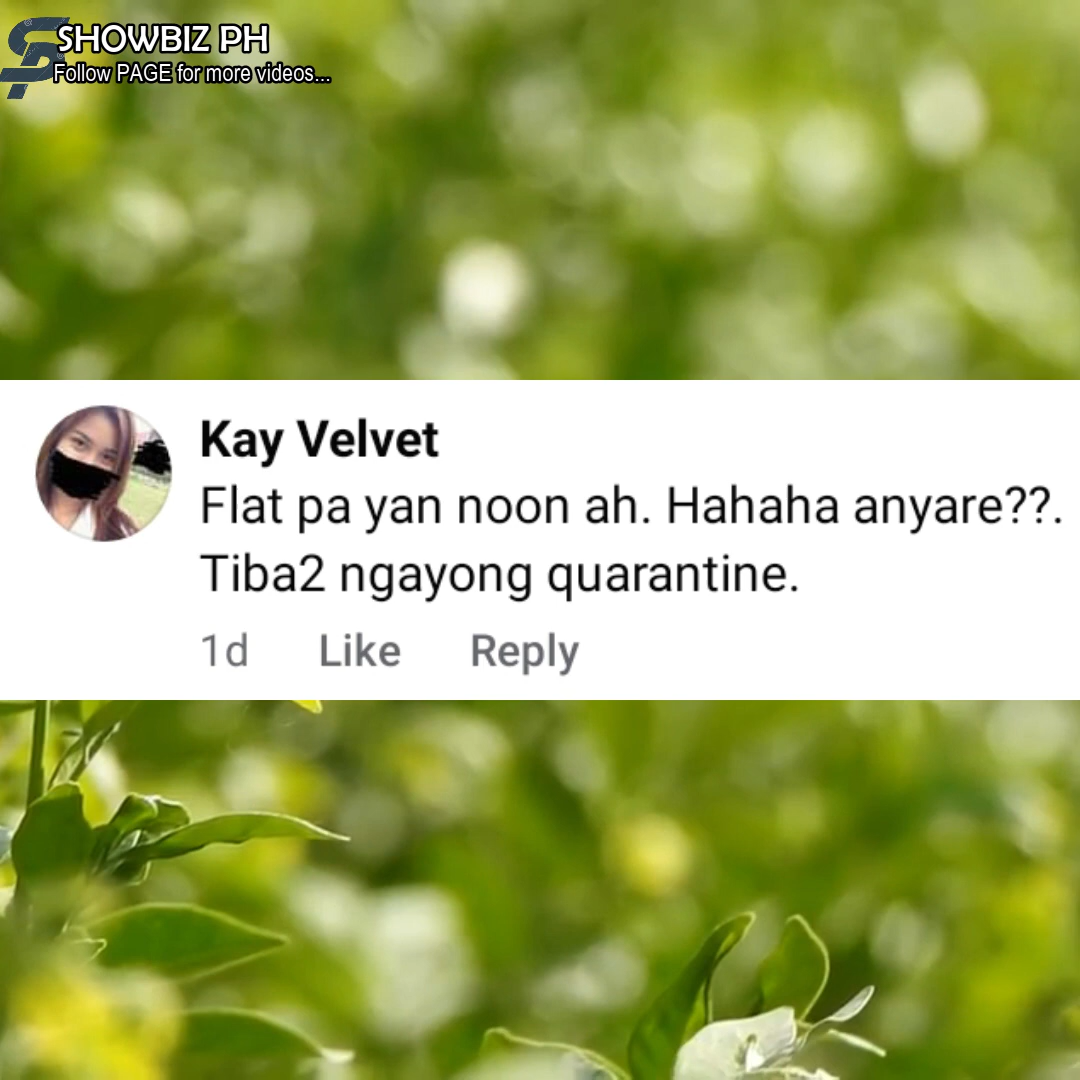 SHOWBIZ PH
Follow PAGE for more videos...
Kay Velvet
Flat pa yan noon ah. Hahaha anyare??.
Tiba2 ngayong quarantine.
1d Like Reply